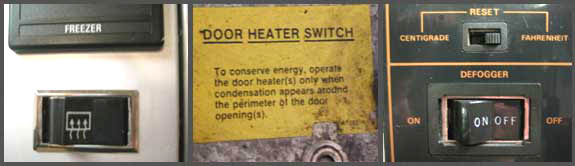 FREEZER
DOOR HEATER SWITCH
To conserve energy, operate
the door heater(s) only when
condensation appears around
the perimeter of the door
opening(s).
RESET
CENTIGRADE
FAHRENHEIT
DEFOGGER
ON
ON OFF
OFF